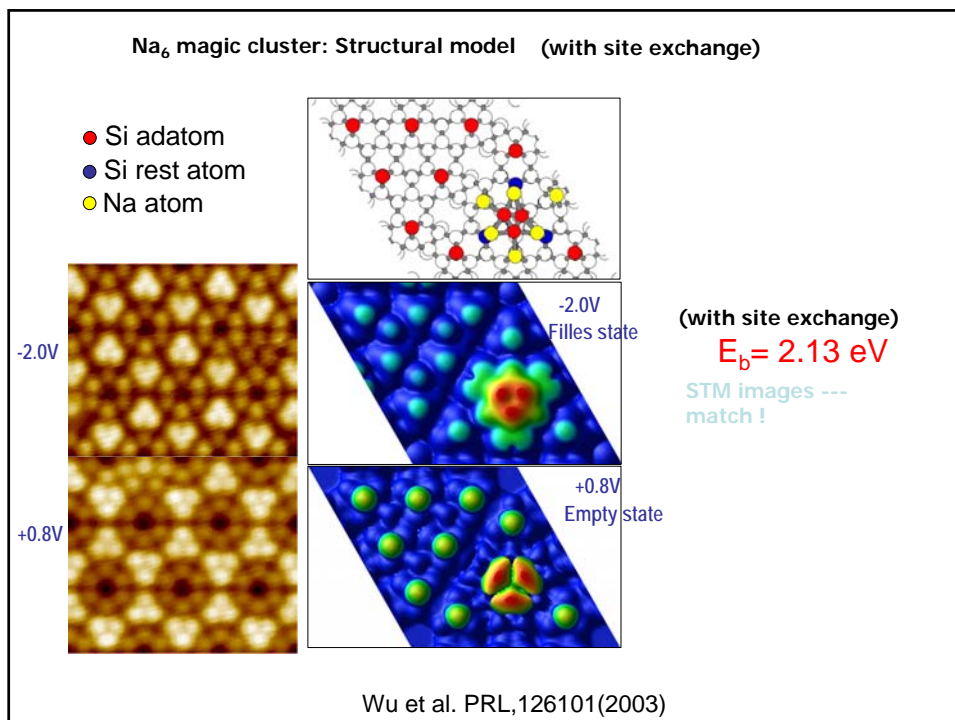 Na6 magic cluster: Structural model (with site exchange)
Si adatom
Si rest atom
Na atom
-2.0V
+0.8V
-2.0V
Filles state
+0.8V
Empty state
(with site exchange)
Eb= 2.13 eV
STM images ---
match !
Wu et al. PRL,126101(2003)